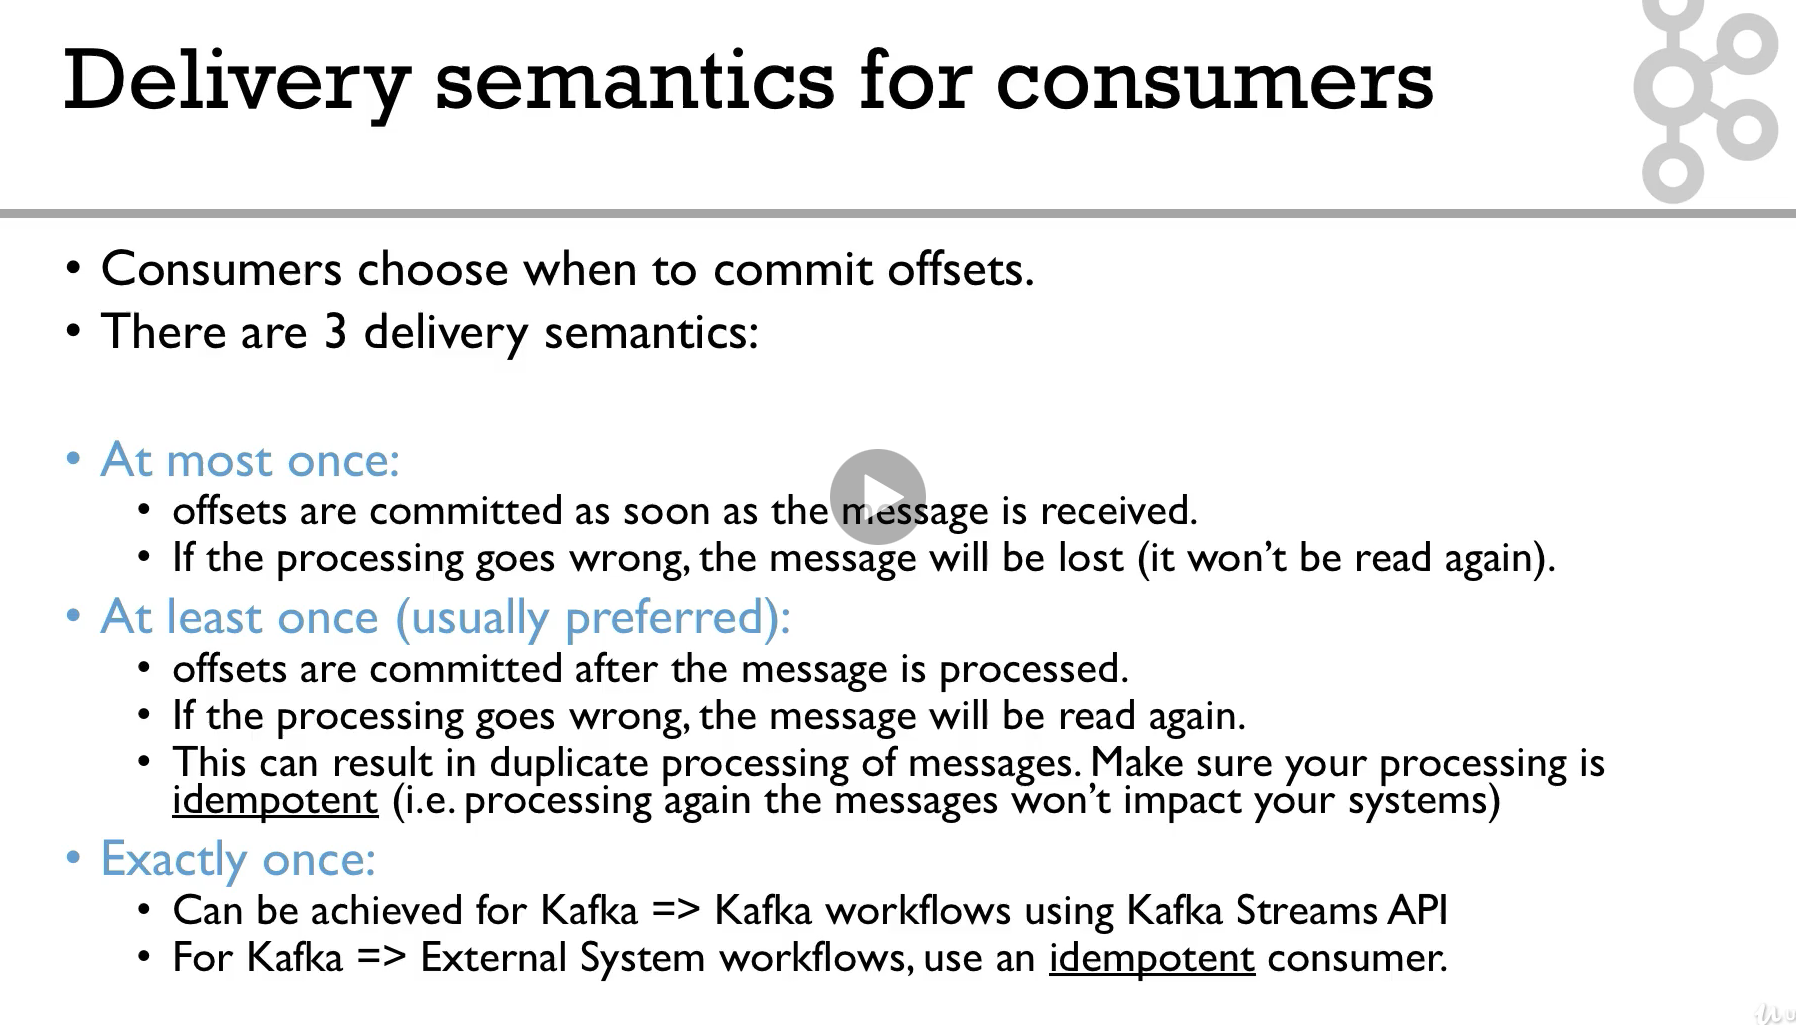 Delivery semantics for consumers
• Consumers choose when to commit offsets.
• There are 3 delivery semantics:
• At most once:
• offsets are committed as soon as the message is received.
• If the processing goes wrong, the message will be lost (it won’t be read again).
• At least once (usually preferred):
• offsets are committed after the message is processed.
• If the processing goes wrong, the message will be read again.
• This can result in duplicate processing of messages. Make sure your processing is
idempotent (i.e. processing again the messages won’t impact your systems)
• Exactly once:
• Can be achieved for Kafka => Kafka workflows using Kafka Streams API
• For Kafka => External System workflows, use an idempotent consumer.